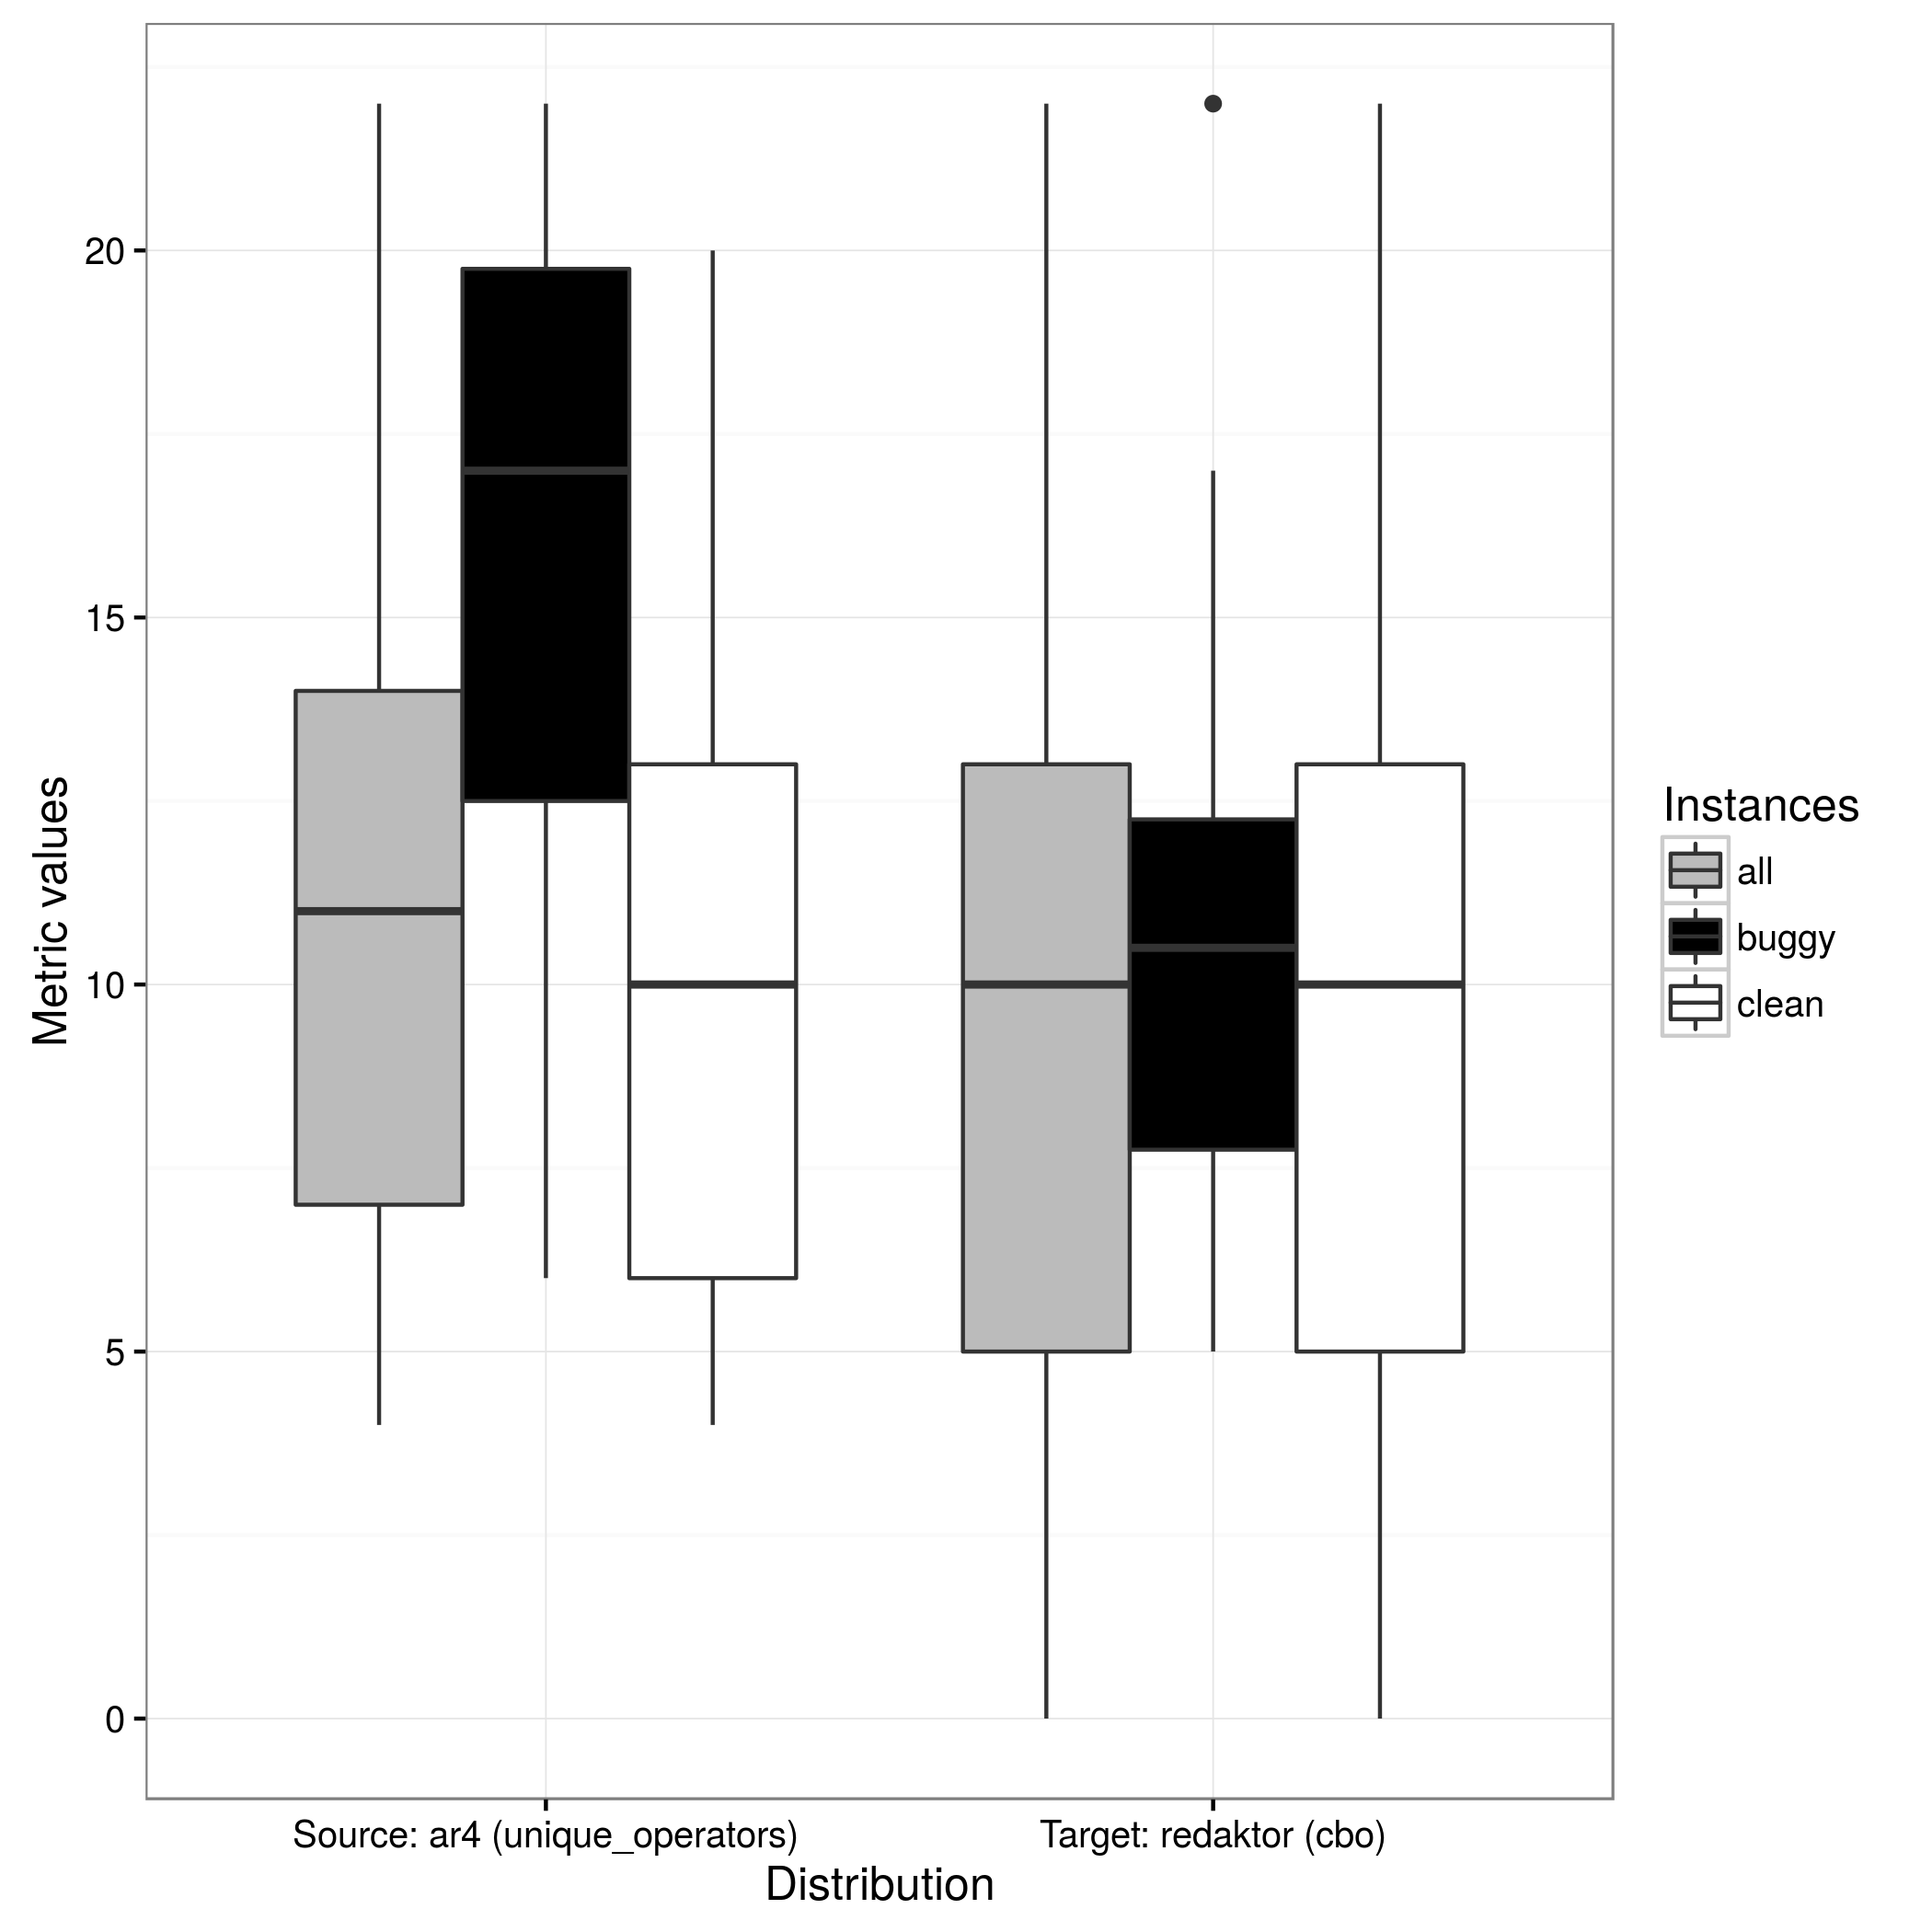 Metric values
20
15
10
5
0
Source: ar4 (unique_operators)
Target: redaktor (cbo)
Distribution
Instances
all
buggy
clean